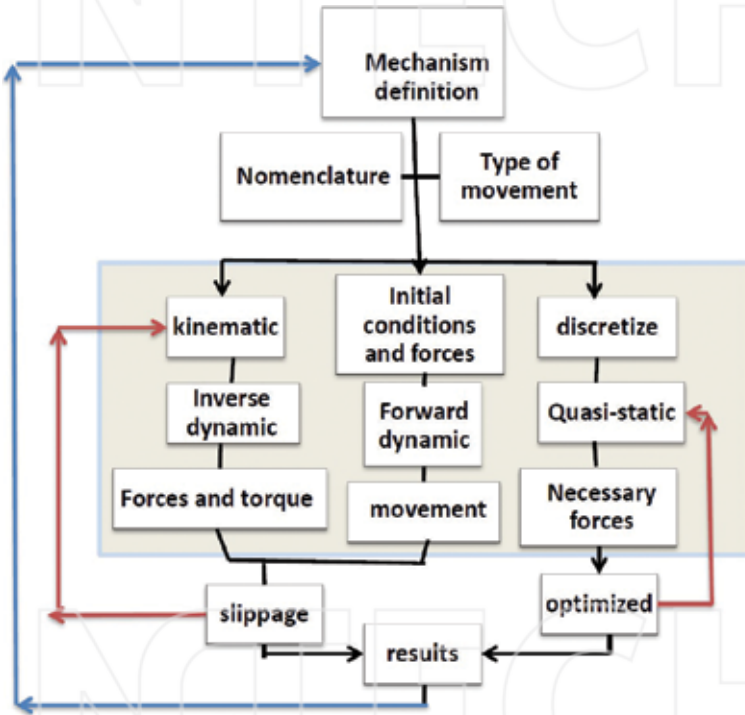 Mechanism
definition
Nomenclature
Type of
movement
kinematic
Initial
conditions
and forces
discretize
Inverse
dynamic
Forward
dynamic
Quasi-static
Forces and torque
movement
Necessary
forces
slippage
optimized
results